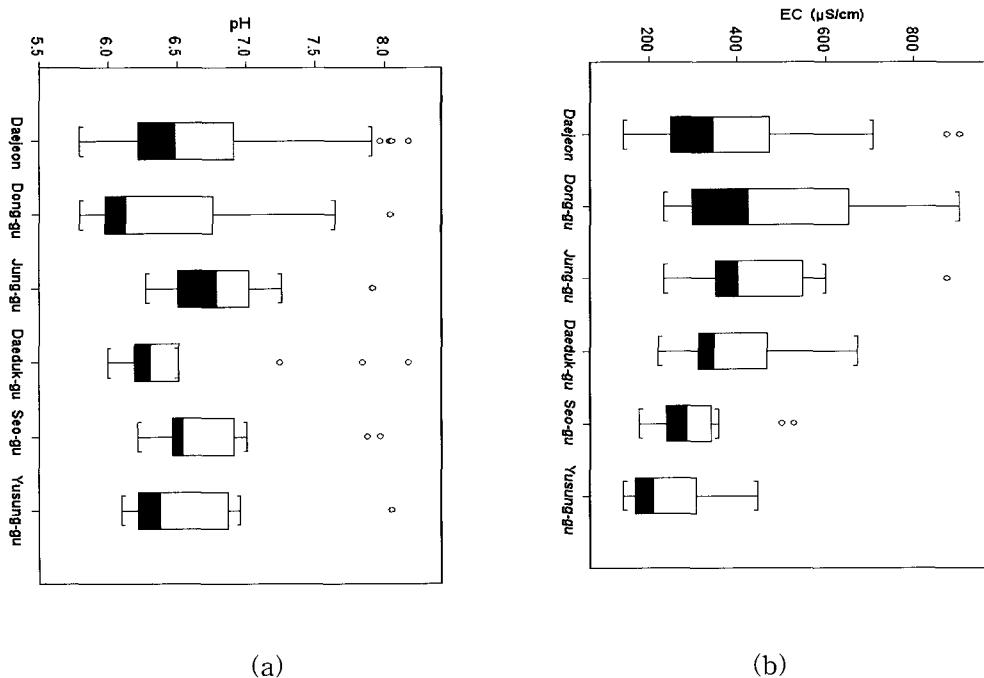 pH
5.5
6.0
6.5
7.0
7.5
8.0
Daejeon
Dong-gu
Jung-gu
Daeduk-gu
Seo-gu
Yusung-gu
(a)
EC (μS/cm)
200
400
600
800
Daejeon
Dong-gu
Jung-gu
Daeduk-gu
Seo-gu
Yusung-gu
(b)